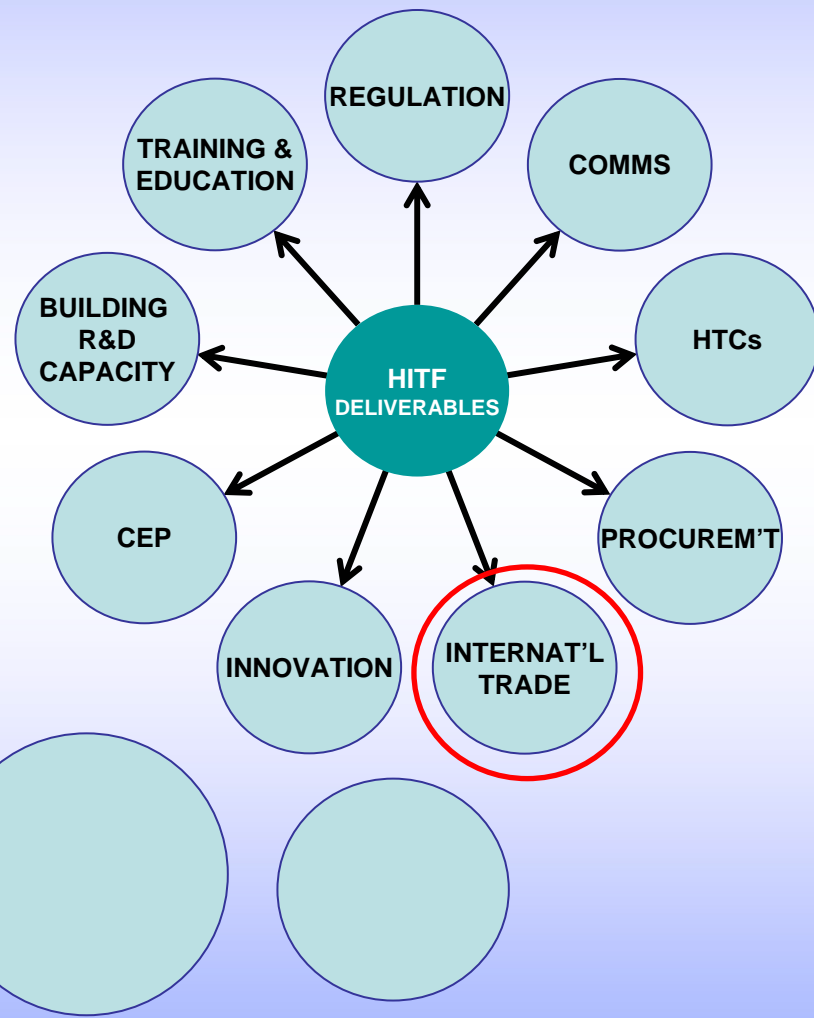 REGULATION
TRAINING &
EDUCATION
COMMS
BUILDING
R&D
CAPACITY
HTCs
HITF
DELIVERABLES
CEP
PROCUREM’T
INNOVATION
INTERNAT’L
TRADE